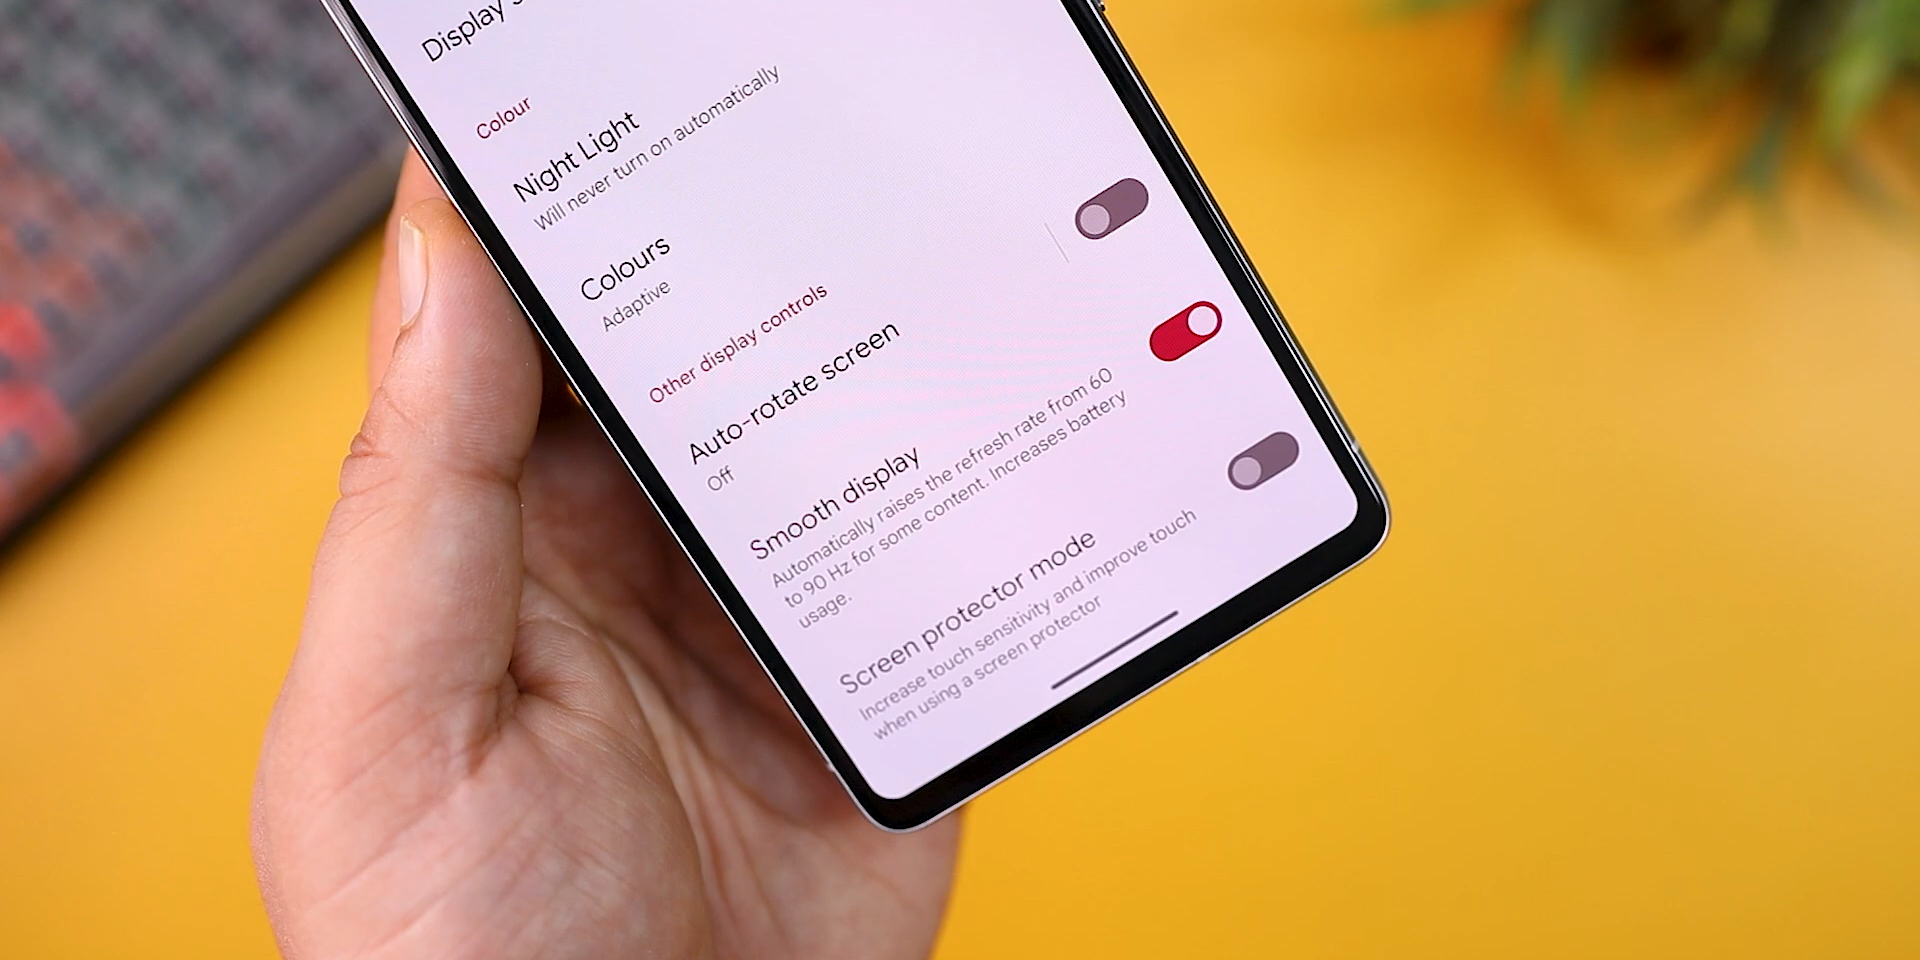 Display
Colour
Night Light
Will never turn on automatically
Colours
Adaptive
Other display controls
Auto-rotate screen
Off
Smooth display
Automatically raises the refresh rate from 60
to 90 Hz for some content. Increases battery
usage.
Screen protector mode
Increase touch sensitivity and improve touch
when using a screen protector